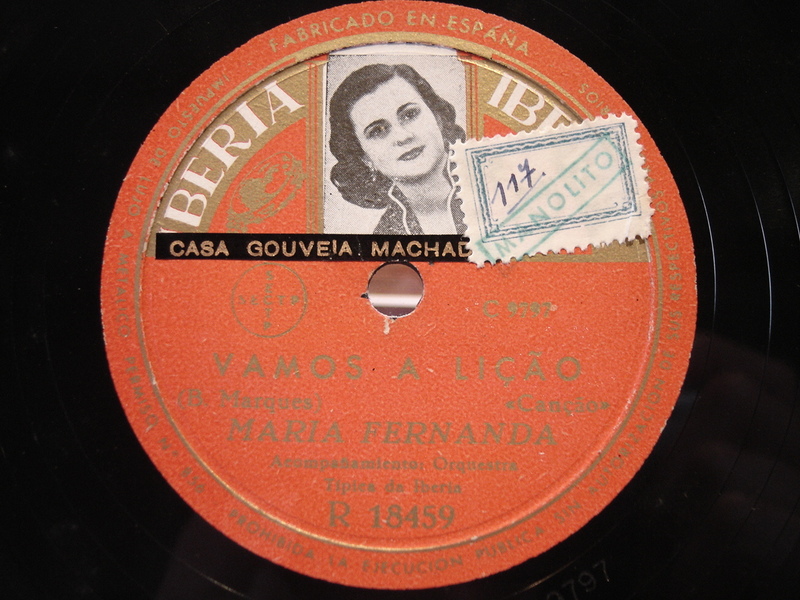 FABRICADO EN ESPAÑA
IBERIA
117.
MANOLITO
CASA GOUVEIA MACHAD
C 9797
VAMOS A LIÇÃO
(B. Marques) «Canção»
MARIA FERNANDA
Acompañamiento: Orquesta
Típica de Iberia
R 18459
PROHIBIDA LA EJECUCION PUBLICA
9797